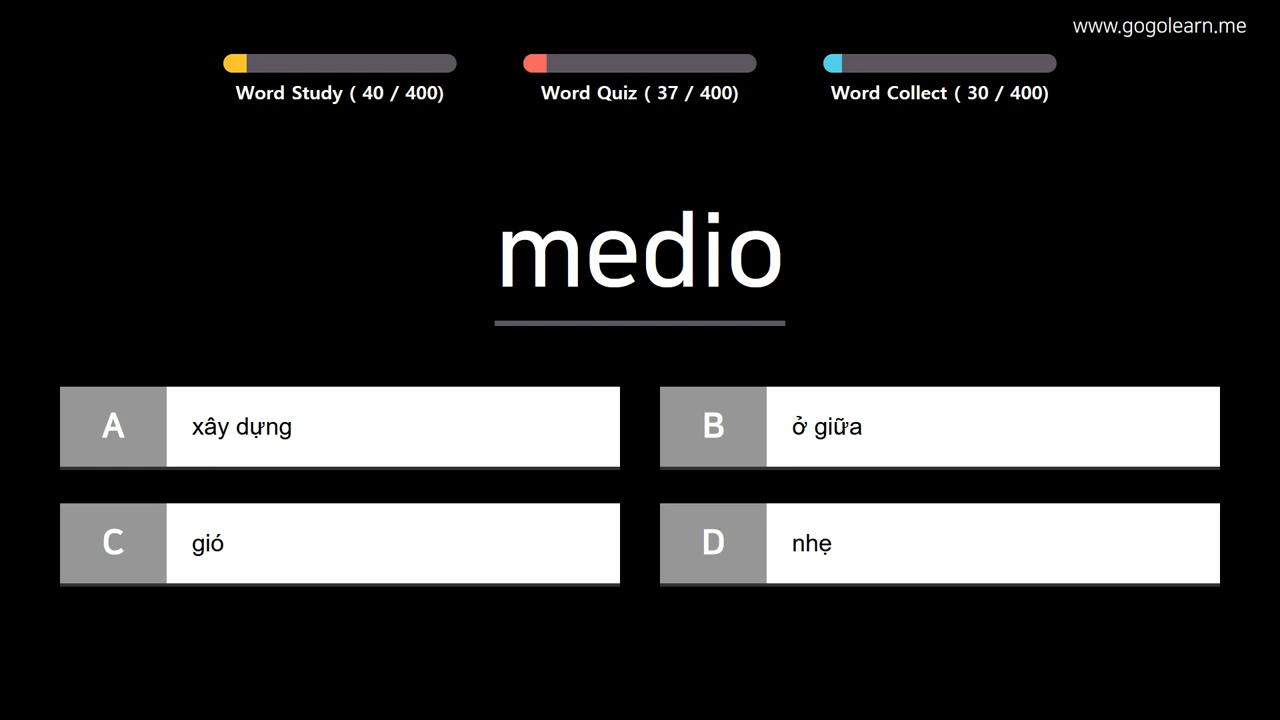 www.gogolearn.me
Word Study ( 40 / 400)
Word Quiz ( 37 / 400)
Word Collect ( 30 / 400)
medio
A
xây dựng
B
ở giữa
C
gió
D
nhẹ